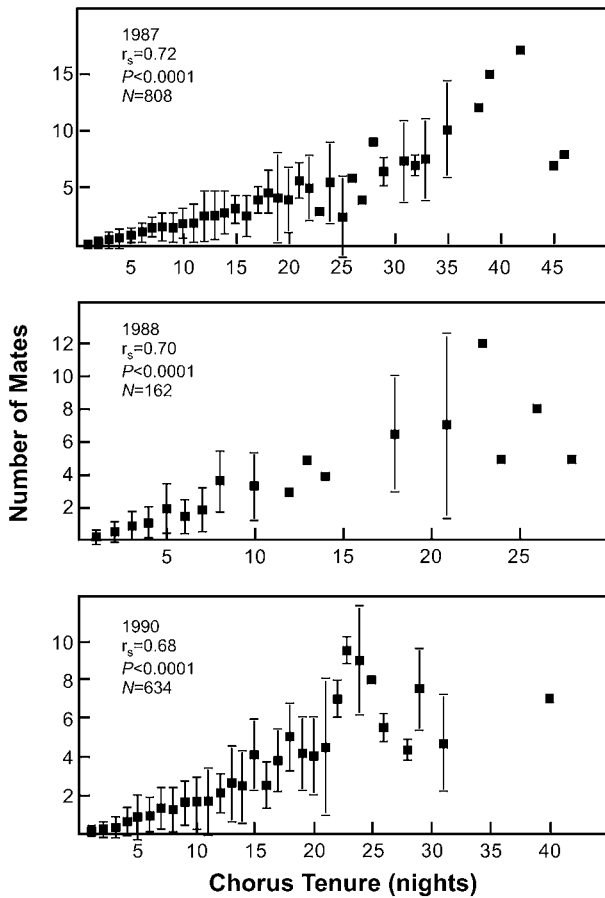 1987
rs=0.72
P<0.0001
N=808
15
10
5
5 10 15 20 25 30 35 40 45
Number of Mates
1988
rs=0.70
P<0.0001
N=162
12
10
8
6
4
2
5 10 15 20 25
1990
rs=0.68
P<0.0001
N=634
10
8
6
4
2
5 10 15 20 25 30 35 40
Chorus Tenure (nights)